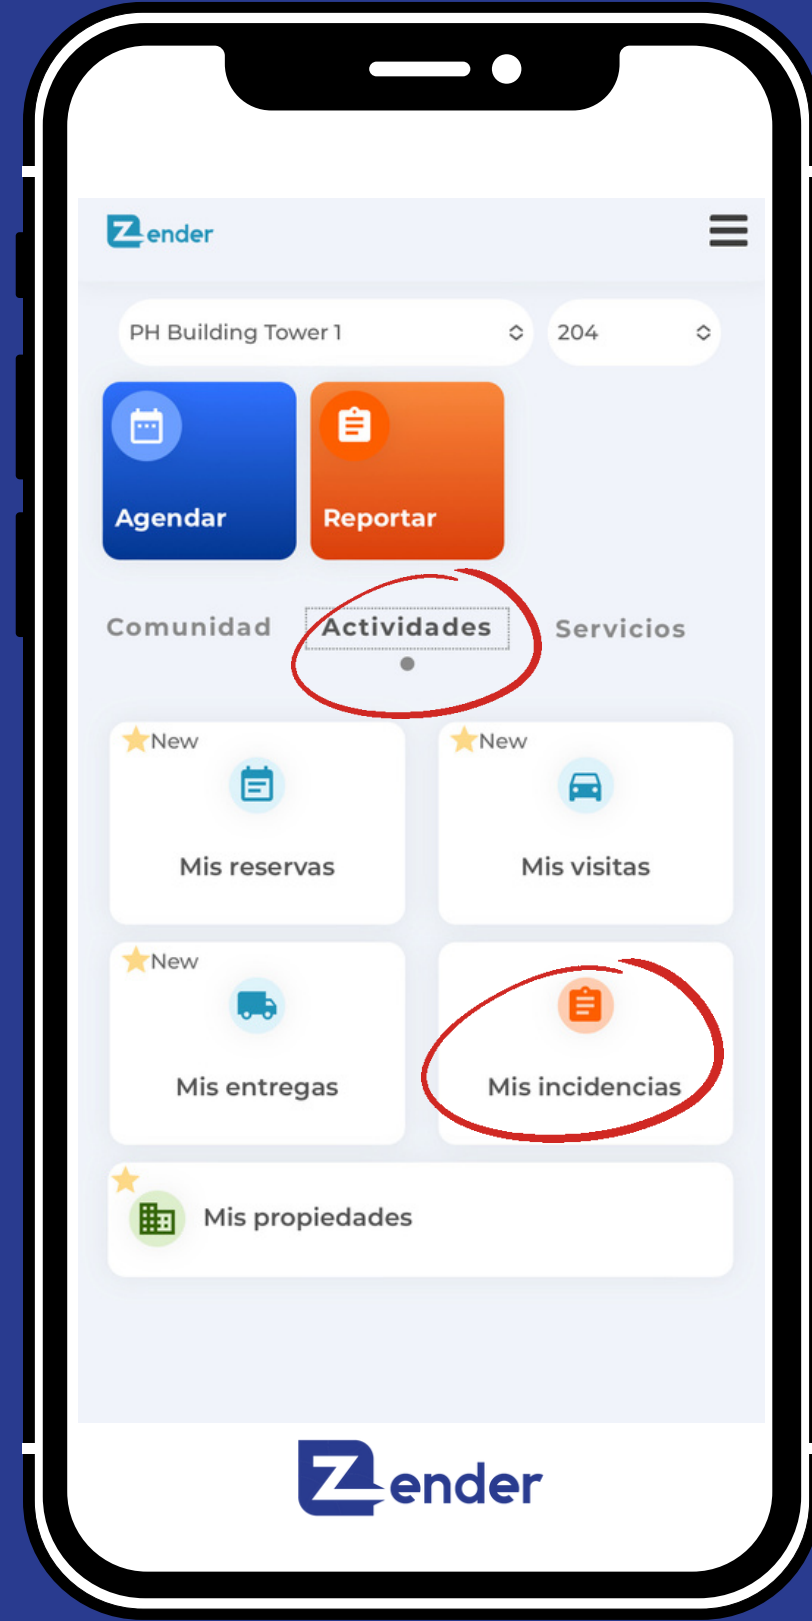 Zender
PH Building Tower 1
204
Agendar
Reportar
Comunidad
Actividades
Servicios
New
New
Mis reservas
Mis visitas
New
Mis entregas
Mis incidencias
Mis propiedades
Zender